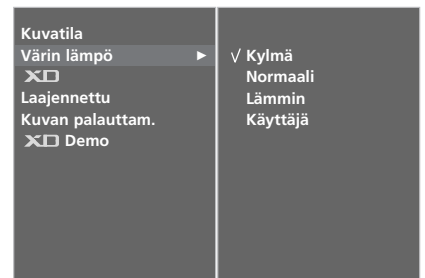 Kuvatila
Värin lämpö
XD
Laajennettu
Kuvan palauttam.
XD Demo
√ Kylmä
Normaali
Lämmin
Käyttäjä